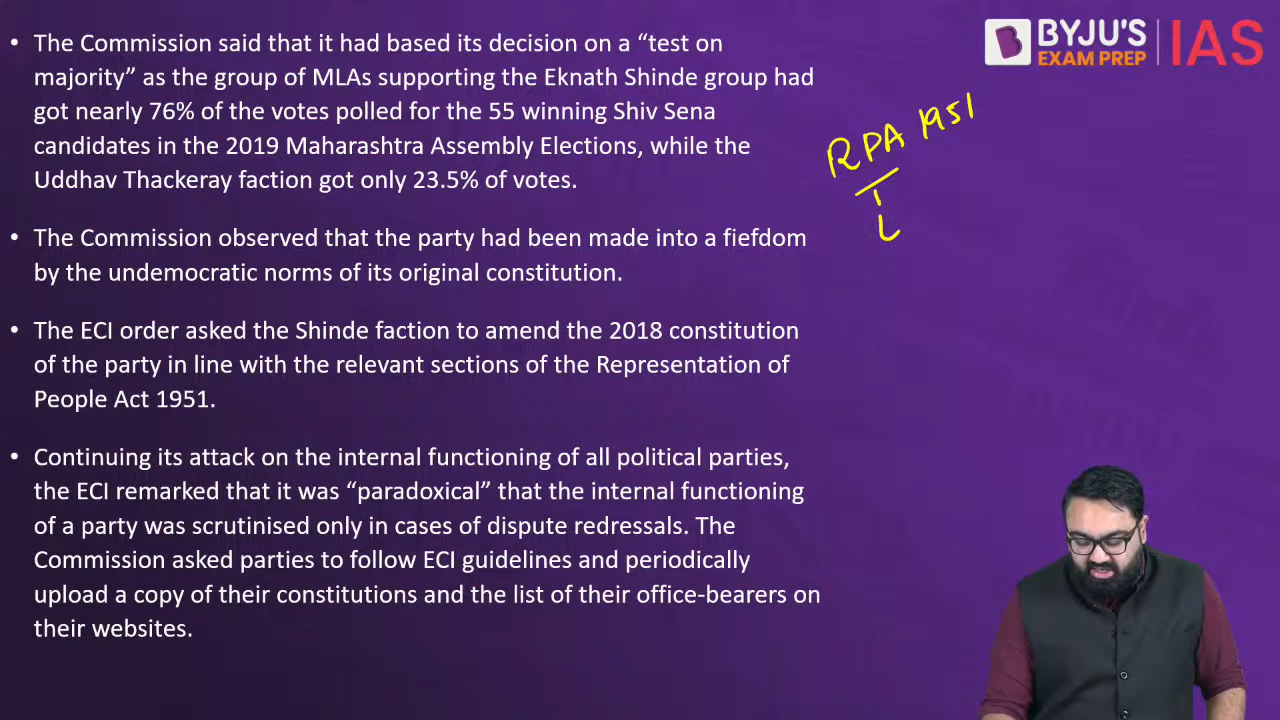 • The Commission said that it had based its decision on a “test on
majority” as the group of MLAs supporting the Eknath Shinde group had
got nearly 76% of the votes polled for the 55 winning Shiv Sena
candidates in the 2019 Maharashtra Assembly Elections, while the
Uddhav Thackeray faction got only 23.5% of votes.
• The Commission observed that the party had been made into a fiefdom
by the undemocratic norms of its original constitution.
• The ECI order asked the Shinde faction to amend the 2018 constitution
of the party in line with the relevant sections of the Representation of
People Act 1951.
• Continuing its attack on the internal functioning of all political parties,
the ECI remarked that it was “paradoxical” that the internal functioning
of a party was scrutinised only in cases of dispute redressals. The
Commission asked parties to follow ECI guidelines and periodically
upload a copy of their constitutions and the list of their office-bearers on
their websites.
BYJU'S
EXAM PREP
IAS
RPA 1951